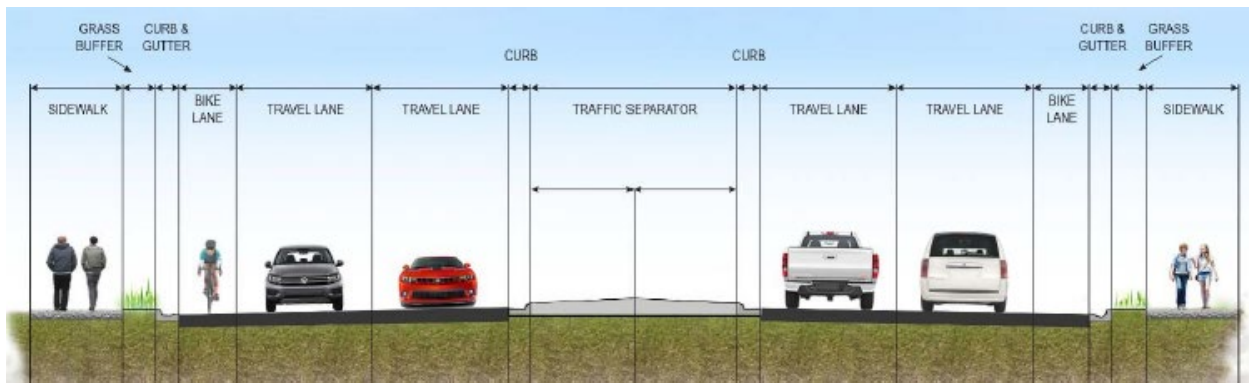 GRASS
BUFFER
CURB &
GUTTER
CURB
CURB
CURB &
GUTTER
GRASS
BUFFER
SIDEWALK
BIKE
LANE
TRAVEL LANE
TRAVEL LANE
TRAFFIC SEPARATOR
TRAVEL LANE
TRAVEL LANE
BIKE
LANE
SIDEWALK